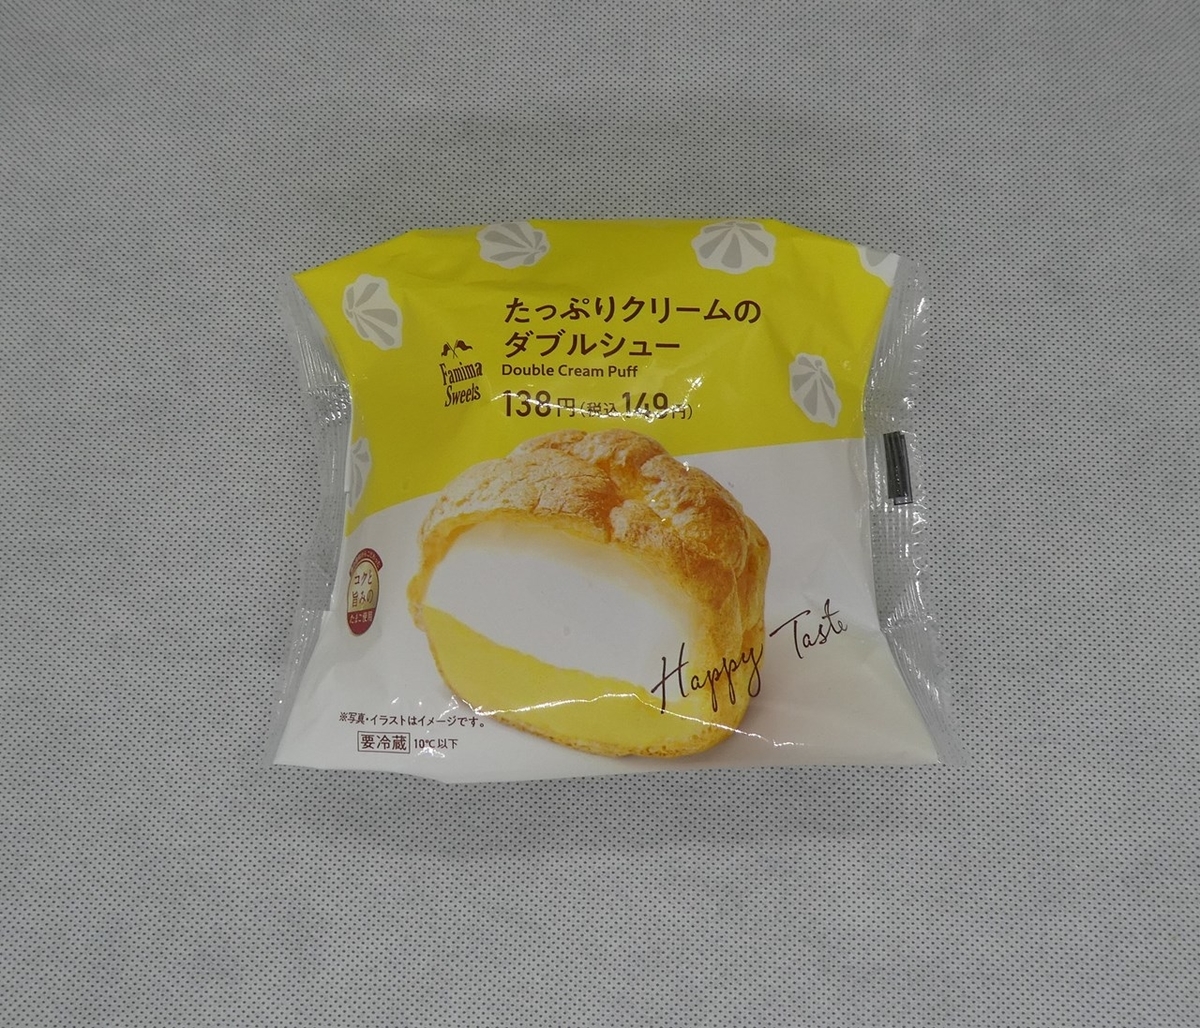 たっぷりクリームの
ダブルシュー
Double Cream Puff
138円(税込149円)
Famima
Sweets
コクと
旨みの
たまご使用
Happy Taste
※写真・イラストはイメージです。
要冷蔵 10℃以下